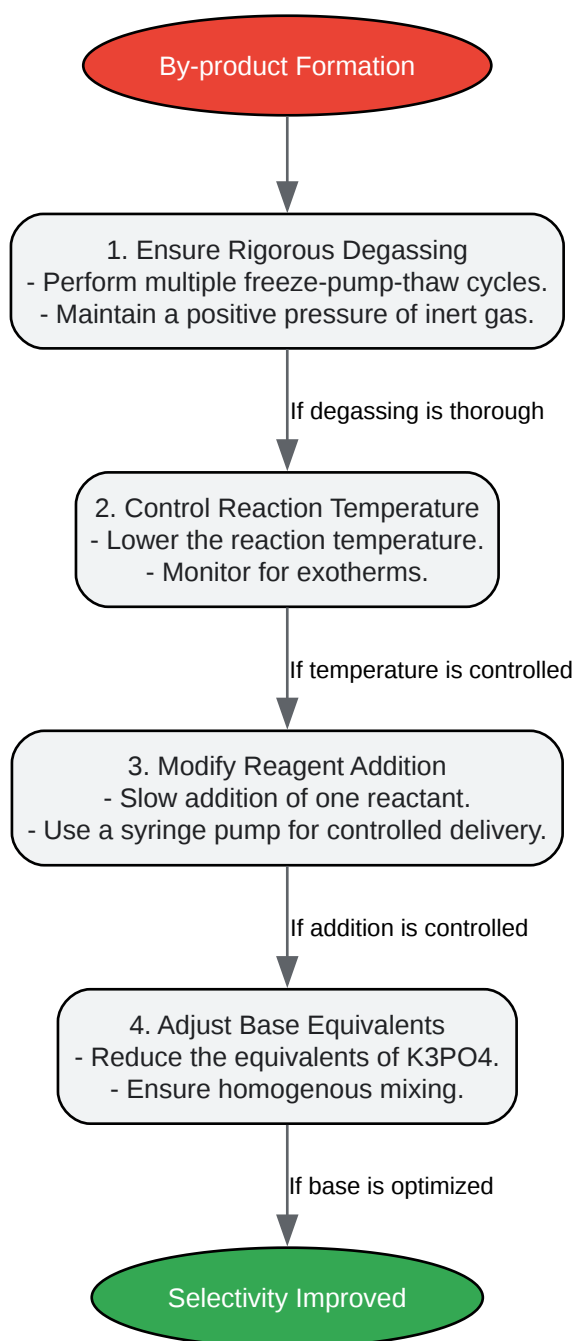 By-product Formation
1. Ensure Rigorous Degassing
- Perform multiple freeze-pump-thaw cycles.
- Maintain a positive pressure of inert gas.
If degassing is thorough
2. Control Reaction Temperature
- Lower the reaction temperature.
- Monitor for exotherms.
If temperature is controlled
3. Modify Reagent Addition
- Slow addition of one reactant.
- Use a syringe pump for controlled delivery.
If addition is controlled
4. Adjust Base Equivalents
- Reduce the equivalents of K3PO4.
- Ensure homogenous mixing.
If base is optimized
Selectivity Improved